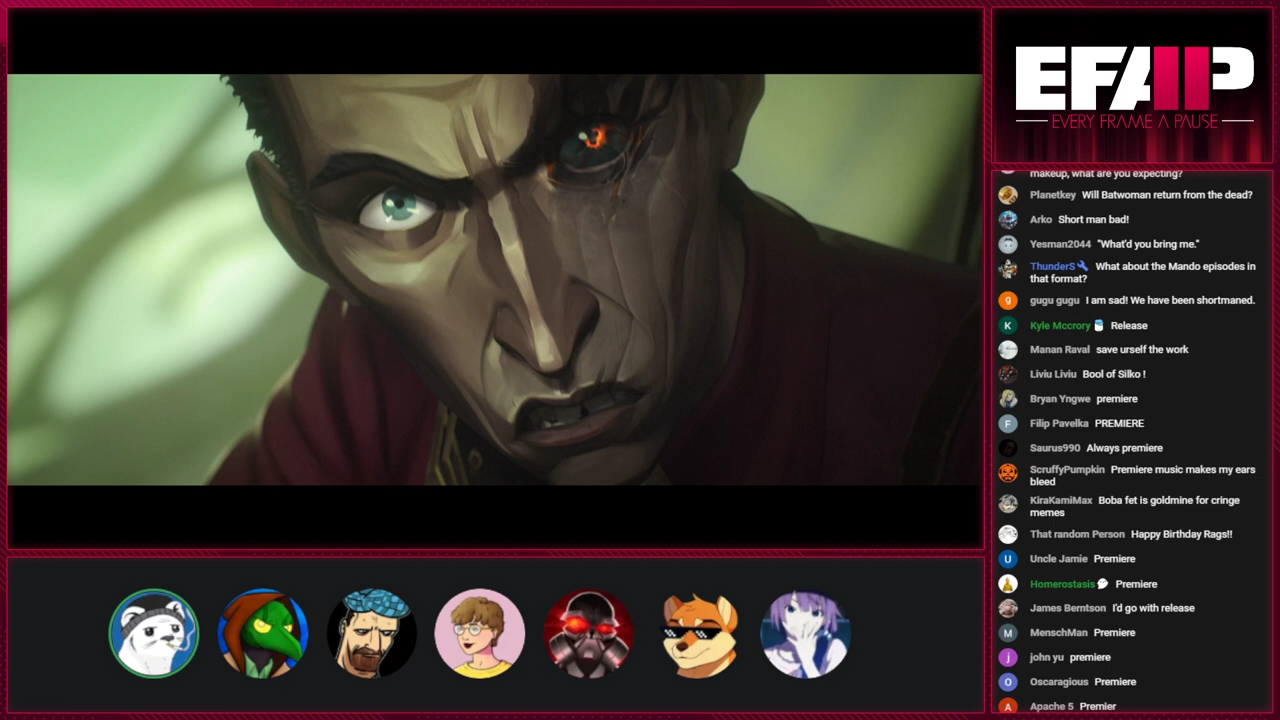 EFAP
EVERY FRAME A PAUSE
makeup, what are you expecting?
Planetkey Will Batwoman return from the dead?
Arko Short man bad!
Yesman2044 "What'd you bring me."
ThunderS What about the Mando episodes in
that format?
g gugu gugu I am sad! We have been shortmaned.
K Kyle Mccrory Release
Manan Raval save urself the work
Liviu Liviu Bool of Silko !
Bryan Yngwe premiere
F Filip Pavelka PREMIERE
Saurus990 Always premiere
ScruffyPumpkin Premiere music makes my ears
bleed
KiraKamiMax Boba fet is goldmine for cringe
memes
That random Person Happy Birthday Rags!!
U Uncle Jamie Premiere
Homerostasis Premiere
James Berntson I'd go with release
M MenschMan Premiere
j john yu premiere
O Oscaragious Premiere
A Apache 5 Premier